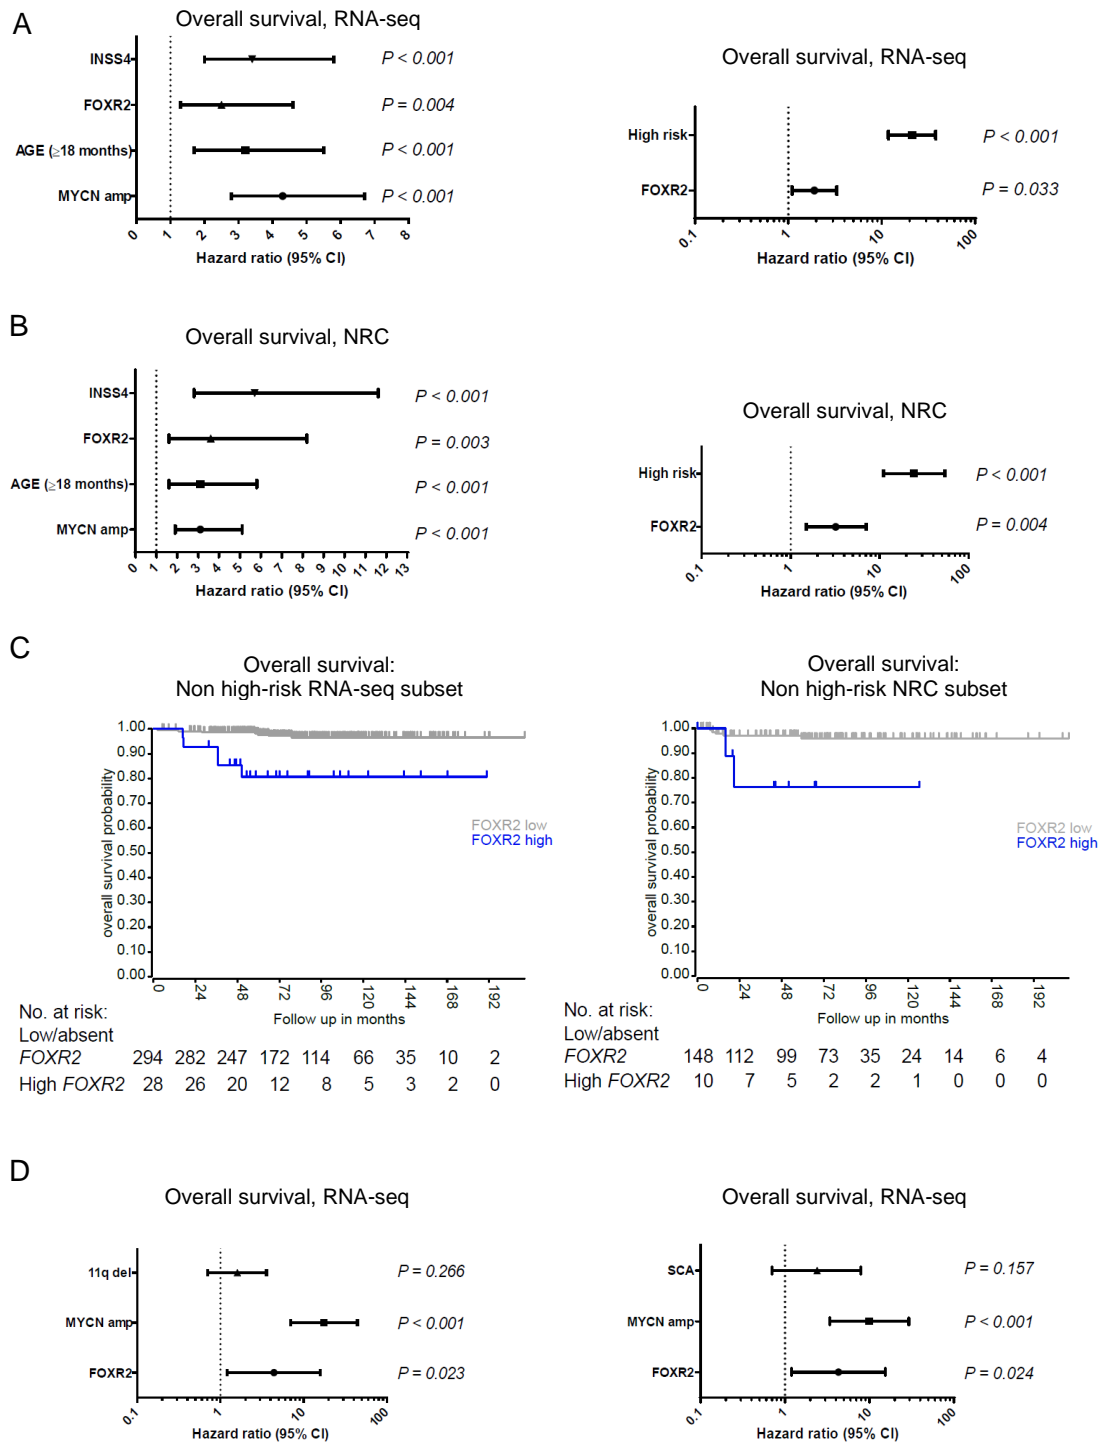 A
Overall survival, RNA-seq
INSS4
P < 0.001
FOXR2
P = 0.004
AGE (≥18 months)
P < 0.001
MYCN amp
P < 0.001
0 1 2 3 4 5 6 7 8
Hazard ratio (95% CI)
Overall survival, RNA-seq
High risk
P < 0.001
FOXR2
P = 0.033
0.1 1 10 100
Hazard ratio (95% CI)
B
Overall survival, NRC
INSS4
P < 0.001
FOXR2
P = 0.003
AGE (≥18 months)
P < 0.001
MYCN amp
P < 0.001
0 1 2 3 4 5 6 7 8 9 10 11 12 13
Hazard ratio (95% CI)
Overall survival, NRC
High risk
P < 0.001
FOXR2
P = 0.004
0.1 1 10 100
Hazard ratio (95% CI)
C
Overall survival:
Non high-risk RNA-seq subset
overall survival probability
1.00
0.90
0.80
0.70
0.60
0.50
0.40
0.30
0.20
0.10
0.00
FOXR2 low
FOXR2 high
0 24 48 72 96 120 144 168 192
Follow up in months
No. at risk:
Low/absent
FOXR2 294 282 247 172 114 66 35 10 2
High FOXR2 28 26 20 12 8 5 3 2 0
Overall survival:
Non high-risk NRC subset
overall survival probability
1.00
0.90
0.80
0.70
0.60
0.50
0.40
0.30
0.20
0.10
0.00
FOXR2 low
FOXR2 high
0 24 48 72 96 120 144 168 192
Follow up in months
No. at risk:
Low/absent
FOXR2 148 112 99 73 35 24 14 6 4
High FOXR2 10 7 5 2 2 1 0 0 0
D
Overall survival, RNA-seq
11q del
P = 0.266
MYCN amp
P < 0.001
FOXR2
P = 0.023
0.1 1 10 100
Hazard ratio (95% CI)
Overall survival, RNA-seq
SCA
P = 0.157
MYCN amp
P < 0.001
FOXR2
P = 0.024
0.1 1 10 100
Hazard ratio (95% CI)